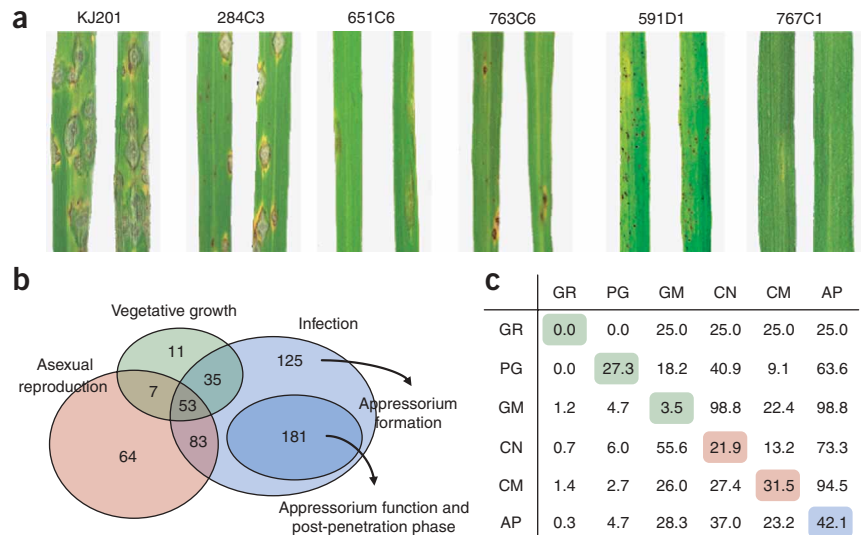 a
KJ201 284C3 651C6 763C6 591D1 767C1
b
Vegetative growth
Infection
Asexual
reproduction
11
125
35
7
53
83
181
64
Appressorium
formation
Appressorium function and
post-penetration phase
c
GR PG GM CN CM AP
GR 0.0 0.0 25.0 25.0 25.0 25.0
PG 0.0 27.3 18.2 40.9 9.1 63.6
GM 1.2 4.7 3.5 98.8 22.4 98.8
CN 0.7 6.0 55.6 21.9 13.2 73.3
CM 1.4 2.7 26.0 27.4 31.5 94.5
AP 0.3 4.7 28.3 37.0 23.2 42.1